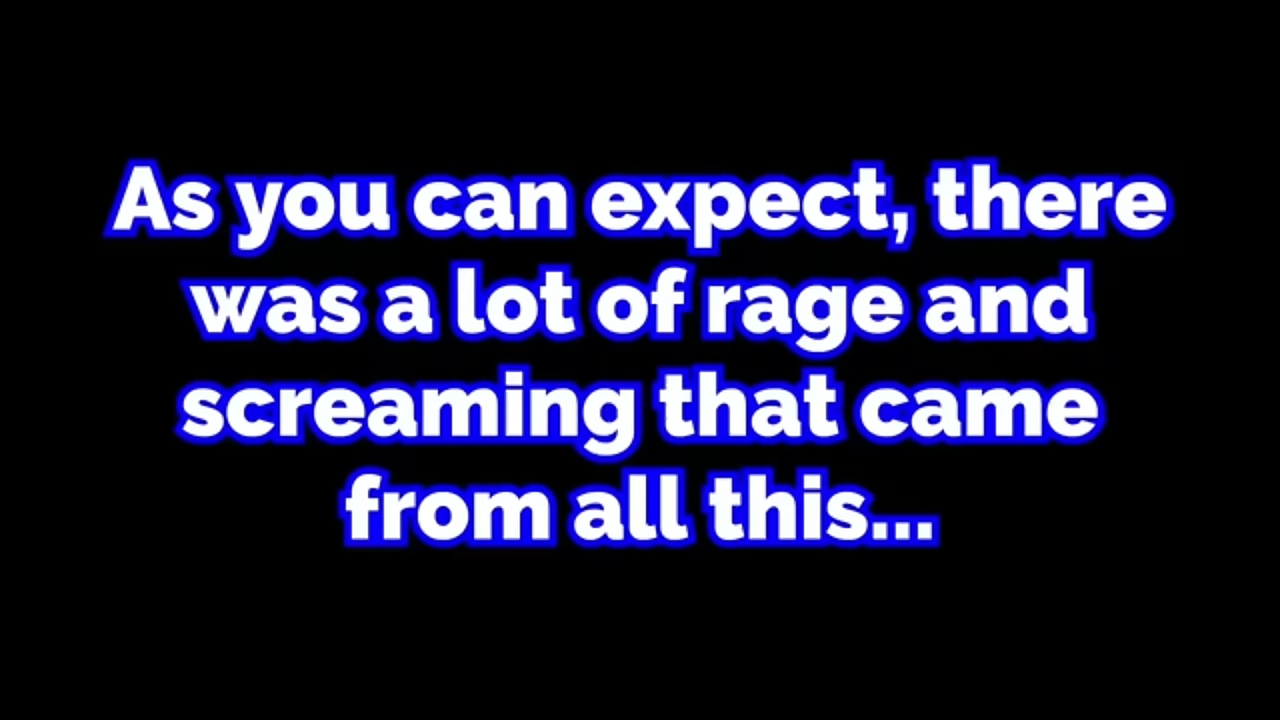 As you can expect, there
was a lot of rage and
screaming that came
from all this...